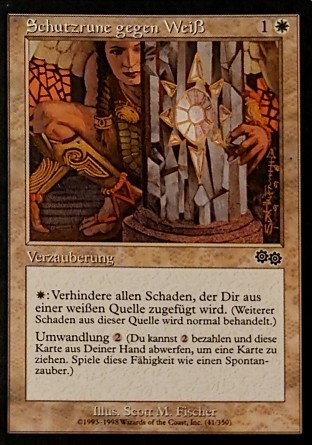 Schutzrune gegen Weiß 1
Verzauberung
: Verhindere allen Schaden, der Dir aus
einer weißen Quelle zugefügt wird. (Weiterer
Schaden aus dieser Quelle wird normal behandelt.)
Umwandlung 2 (Du kannst 2 bezahlen und diese
Karte aus Deiner Hand abwerfen, um eine Karte zu
ziehen. Spiele diese Fähigkeit wie einen Spontan-
zauber.)
Illus. Scott M. Fischer
©1993-1998 Wizards of the Coast, Inc. (41/350)